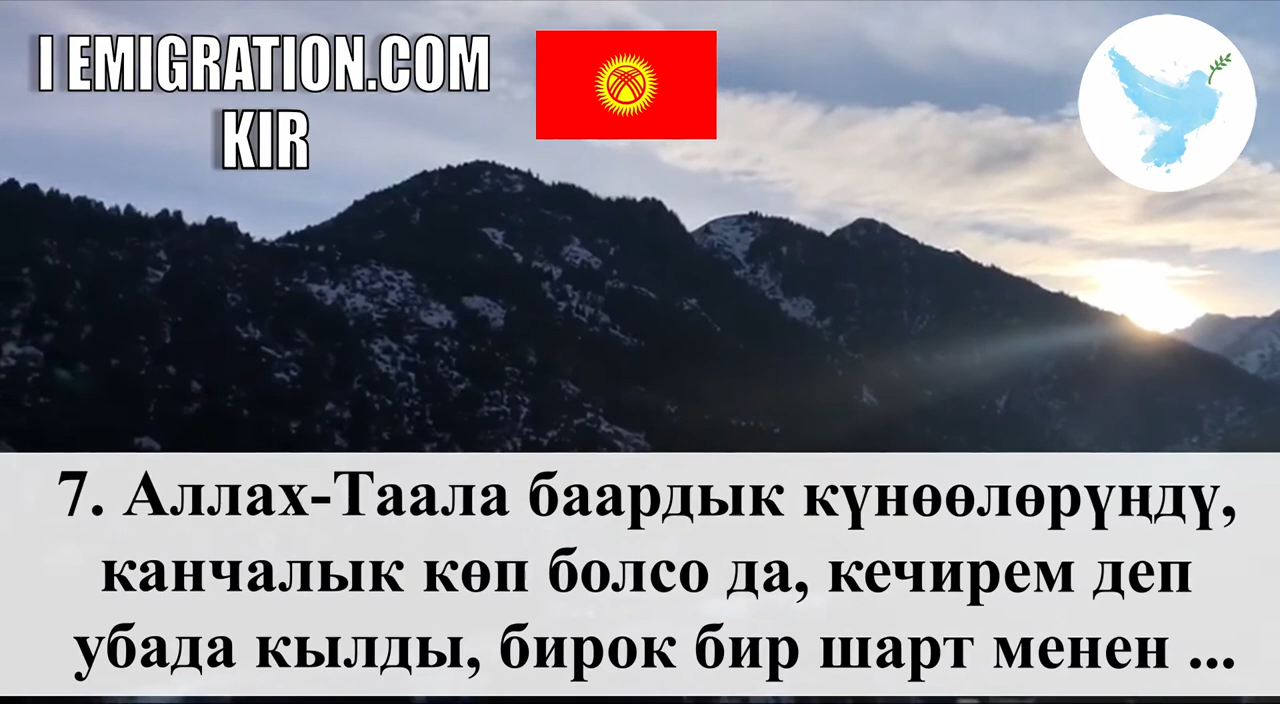 I EMIGRATION.COM
KIR
7. Аллах-Таала баардык күнөөлөрүңдү,
канчалык көп болсо да, кечирем деп
убада кылды, бирок бир шарт менен ...